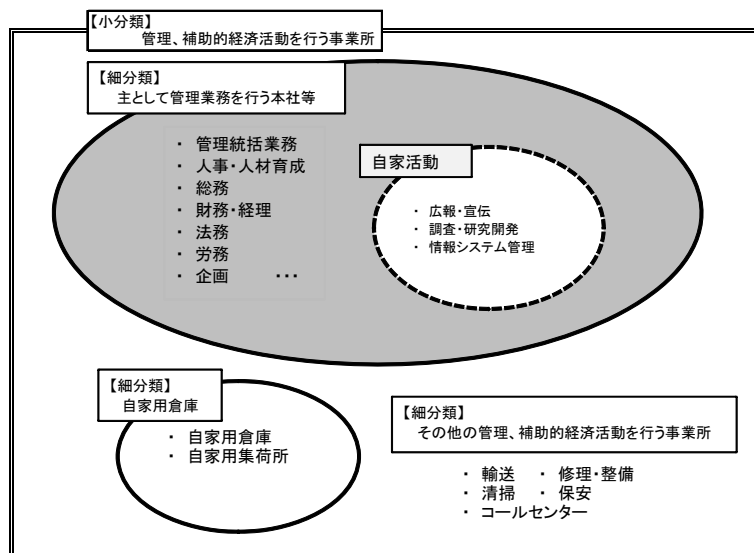 【小分類】
管理、補助的経済活動を行う事業所
【細分類】
主として管理業務を行う本社等
・ 管理統括業務
・ 人事・人材育成
・ 総務
・ 財務・経理
・ 法務
・ 労務
・ 企画 ・・・
自家活動
・ 広報・宣伝
・ 調査・研究開発
・ 情報システム管理
【細分類】
自家用倉庫
・ 自家用倉庫
・ 自家用集荷所
【細分類】
その他の管理、補助的経済活動を行う事業所
・ 輸送 ・ 修理・整備
・ 清掃 ・ 保安
・ コールセンター